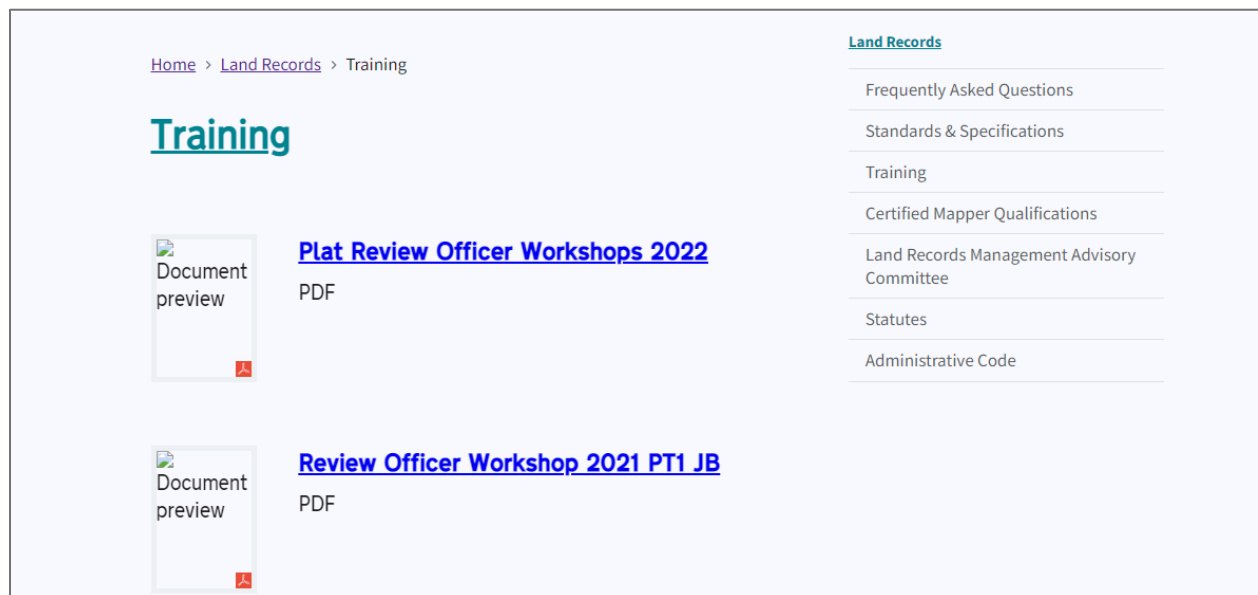 Home > Land Records > Training
Training
Document
preview
Plat Review Officer Workshops 2022
PDF
Document
preview
Review Officer Workshop 2021 PT1 JB
PDF
Land Records
Frequently Asked Questions
Standards & Specifications
Training
Certified Mapper Qualifications
Land Records Management Advisory
Committee
Statutes
Administrative Code